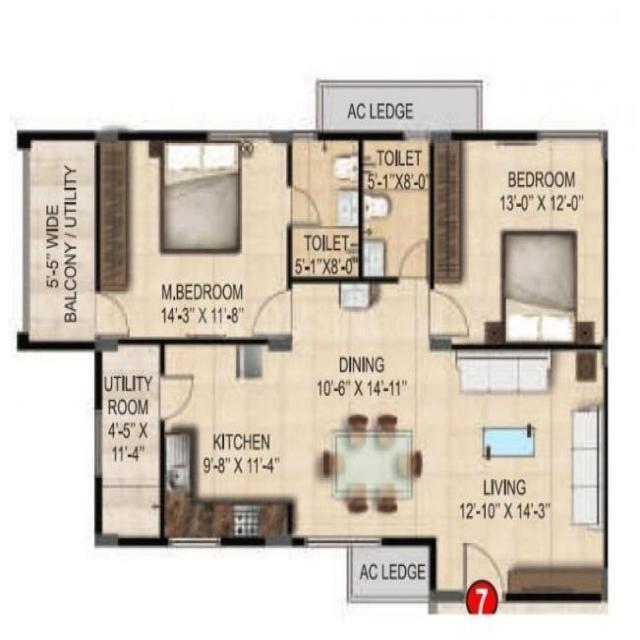 AC LEDGE
TOILET
5'-1"X8'-0"
BEDROOM
13'-0" X 12'-0"
5'-5" WIDE
BALCONY / UTILITY
TOILET
5'-1"X8'-0"
M.BEDROOM
14'-3" X 11'-8"
DINING
10'-6" X 14'-11"
UTILITY
ROOM
4'-5" X
11'-4"
KITCHEN
9'-8" X 11'-4"
LIVING
12'-10" X 14'-3"
AC LEDGE
7